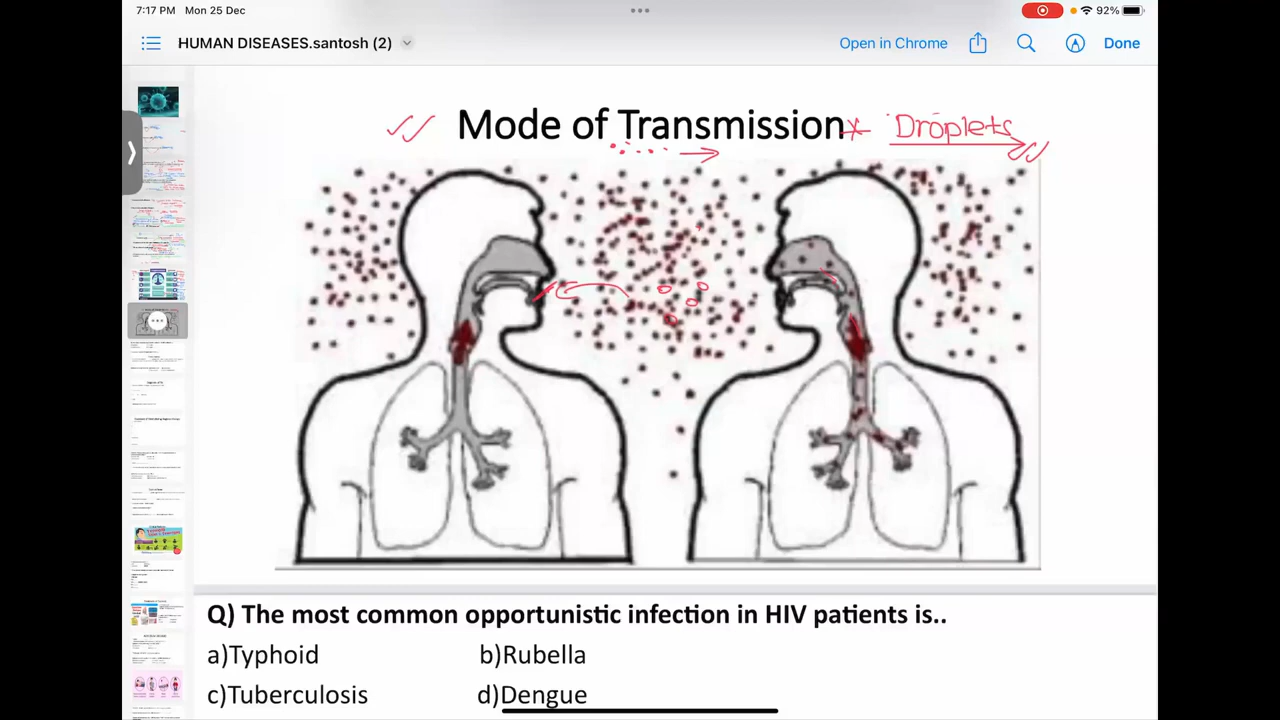 7:17 PM Mon 25 Dec
92%
HUMAN DISEASES.santosh (2)
Open in Chrome
Done
Mode of Transmission
Droplets
Q) The most common opportunistic infection in HIV patients is..
a)Typhoid b)Rubella
c)Tuberculosis d)Dengue